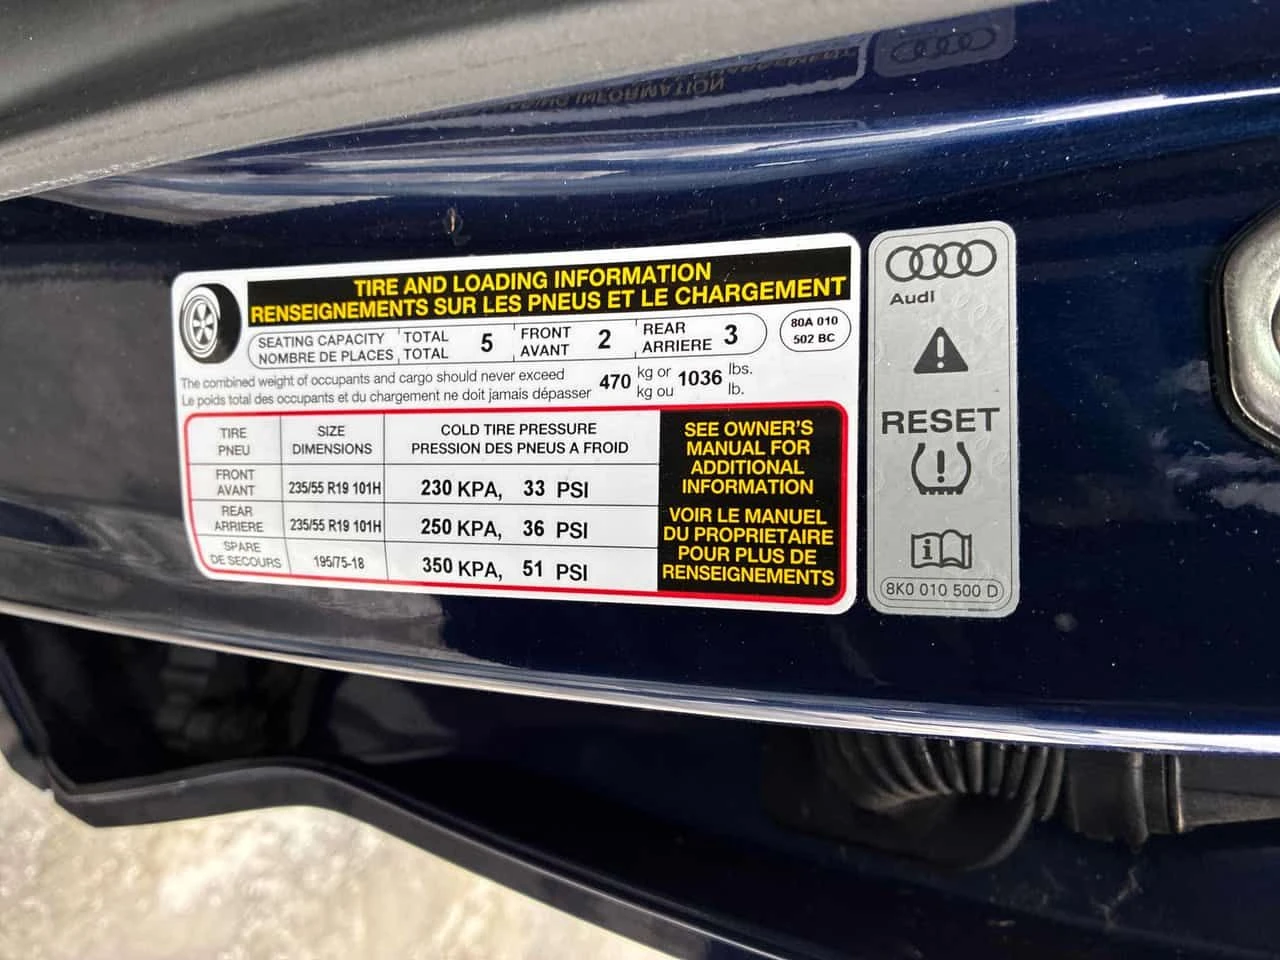 TIRE AND LOADING INFORMATION
RENSEIGNEMENTS SUR LES PNEUS ET LE CHARGEMENT
SEATING CAPACITY TOTAL 5 FRONT 2 REAR 3
NOMBRE DE PLACES TOTAL AVANT ARRIERE
80A 010
502 BC
The combined weight of occupants and cargo should never exceed 470 kg or 1036 lbs.
Le poids total des occupants et du chargement ne doit jamais dépasser kg ou lb.
TIRE SIZE COLD TIRE PRESSURE
PNEU DIMENSIONS PRESSION DES PNEUS A FROID
FRONT
AVANT 235/55 R19 101H 230 KPA, 33 PSI
REAR
ARRIERE 235/55 R19 101H 250 KPA, 36 PSI
SPARE
DE SECOURS 195/75-18 350 KPA, 51 PSI
SEE OWNER'S
MANUAL FOR
ADDITIONAL
INFORMATION
VOIR LE MANUEL
DU PROPRIETAIRE
POUR PLUS DE
RENSEIGNEMENTS
Audi
RESET
8K0 010 500 D